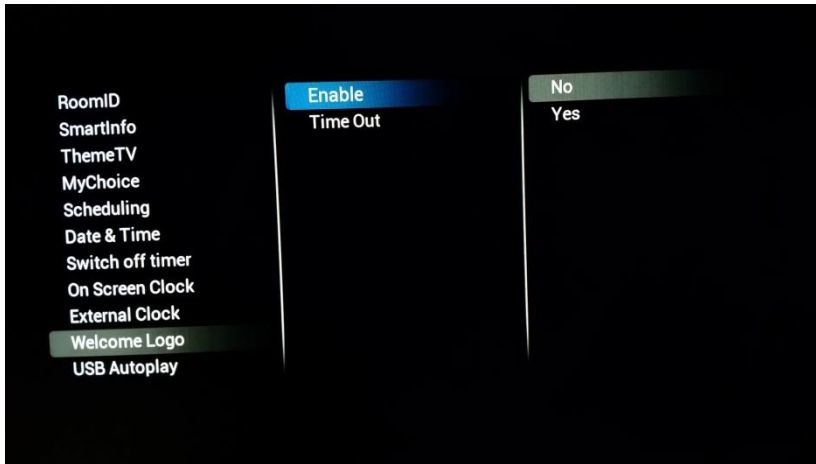 RoomID
SmartInfo
ThemeTV
MyChoice
Scheduling
Date & Time
Switch off timer
On Screen Clock
External Clock
Welcome Logo
USB Autoplay
Enable
Time Out
No
Yes